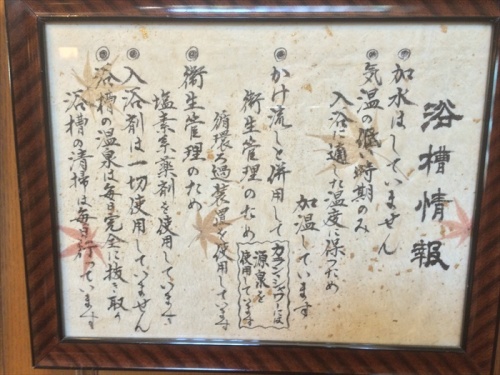 浴槽情報
◎加水はしていません
◎気温の低い時期のみ
入浴に適した温度に保つため
加温しています
◎かけ流しと併用して
衛生管理のため
循環ろ過装置を使用しています
カランシャワーには
源泉を
使用しています
◎衛生管理のため
塩素系薬剤を使用しています
◎入浴剤は一切使用していません
◎浴槽の温泉は毎日完全に抜き取り
浴槽の清掃は毎日行っています